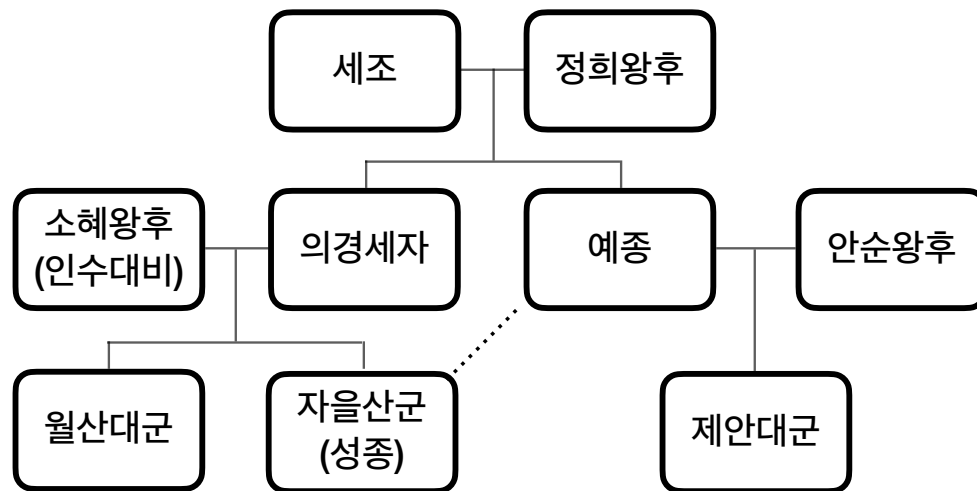 세조
정희왕후
소혜왕후
(인수대비)
의경세자
예종
안순왕후
월산대군
자을산군
(성종)
제안대군